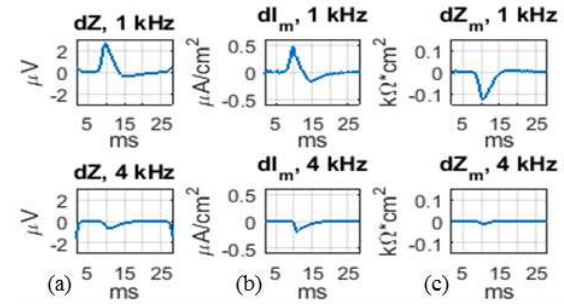 dZ, 1 kHz
dIm, 1 kHz
dZm, 1 kHz
μV
2
0
-2
5 15 25
ms
μA/cm2
0.5
0
-0.5
5 15 25
ms
kΩ*cm2
0.1
0
-0.1
5 15 25
ms
dZ, 4 kHz
dIm, 4 kHz
dZm, 4 kHz
μV
2
0
-2
(a)
5 15 25
ms
μA/cm2
0.5
0
-0.5
(b)
5 15 25
ms
kΩ*cm2
0.1
0
-0.1
(c)
5 15 25
ms